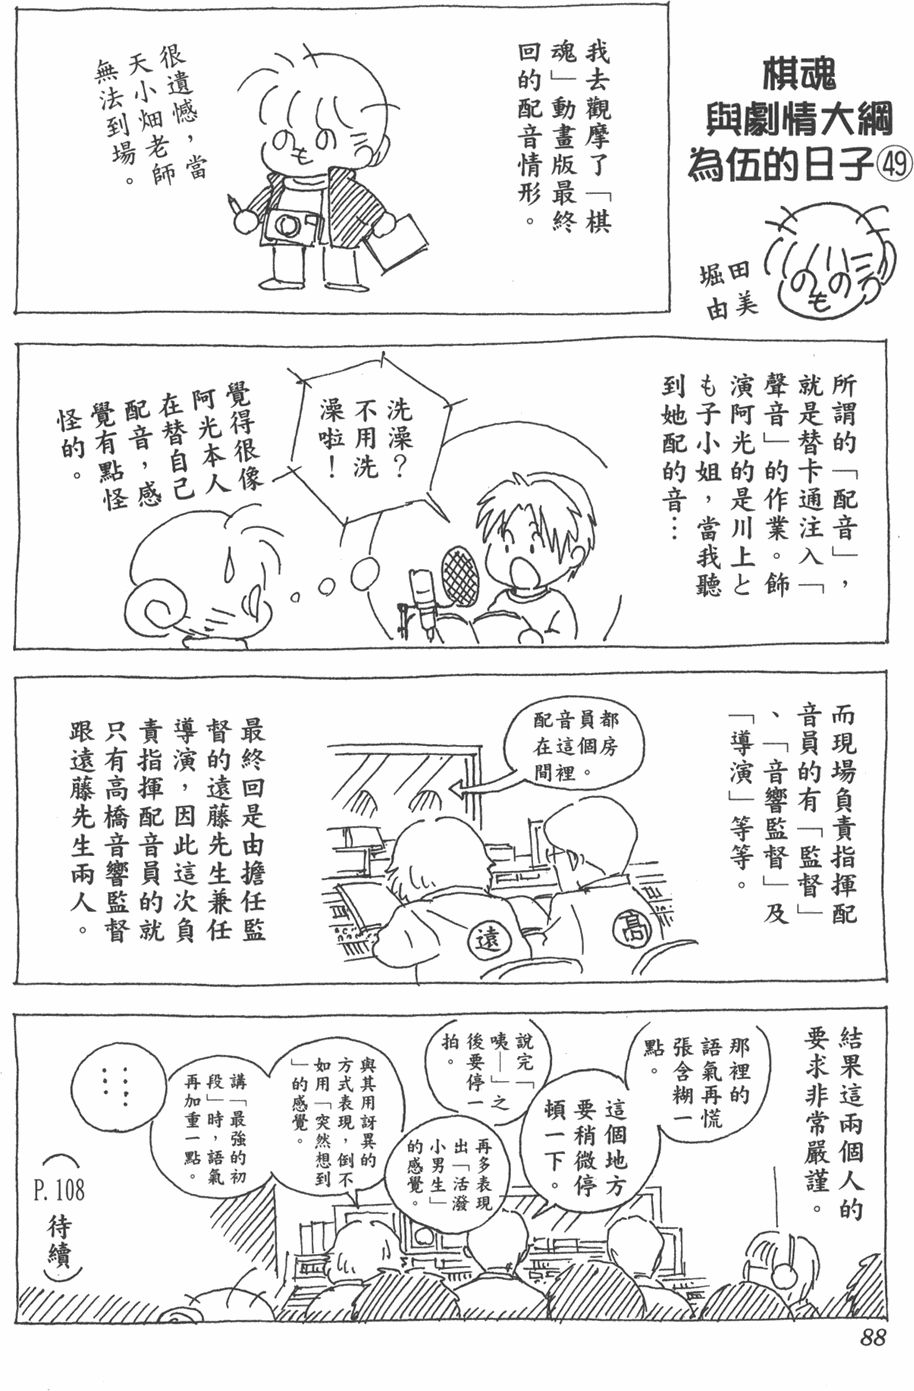 棋魂
與劇情大綱
為伍的日子㊾
堀田
由美
我去觀摩了「棋
魂」動畫版最終
回的配音情形。
很遺憾,當
天小畑老師
無法到場。
所謂的「配音」,
就是替卡通注入「
聲音」的作業。飾
演阿光的是川上と
も子小姐,當我聽
到她配的音…
洗澡?
不用洗
澡啦!
覺得很像
阿光本人
在替自己
配音,感
覺有點怪
怪的。
而現場負責指揮配
音員的有「監督」
、「音響監督」及
「導演」等等。
配音員都
在這個房
間裡。
遠
高
最終回是由擔任監
督的遠藤先生兼任
導演,因此這次負
責指揮配音員的就
只有高橋音響監督
跟遠藤先生兩人。
結果這兩個人的
要求非常嚴謹。
那裡的
語氣再慌
張含糊一
點。
這個地方
要稍微停
頓一下。
說完「
咦—」之
後要停一
拍。
再多表現
出「活潑
小男生」
的感覺。
與其用訝異的
方式表現,倒不
如用「突然想到
」的感覺。
講「最強的初
段」時,語氣
再加重一點。
……
P. 108
待續
88